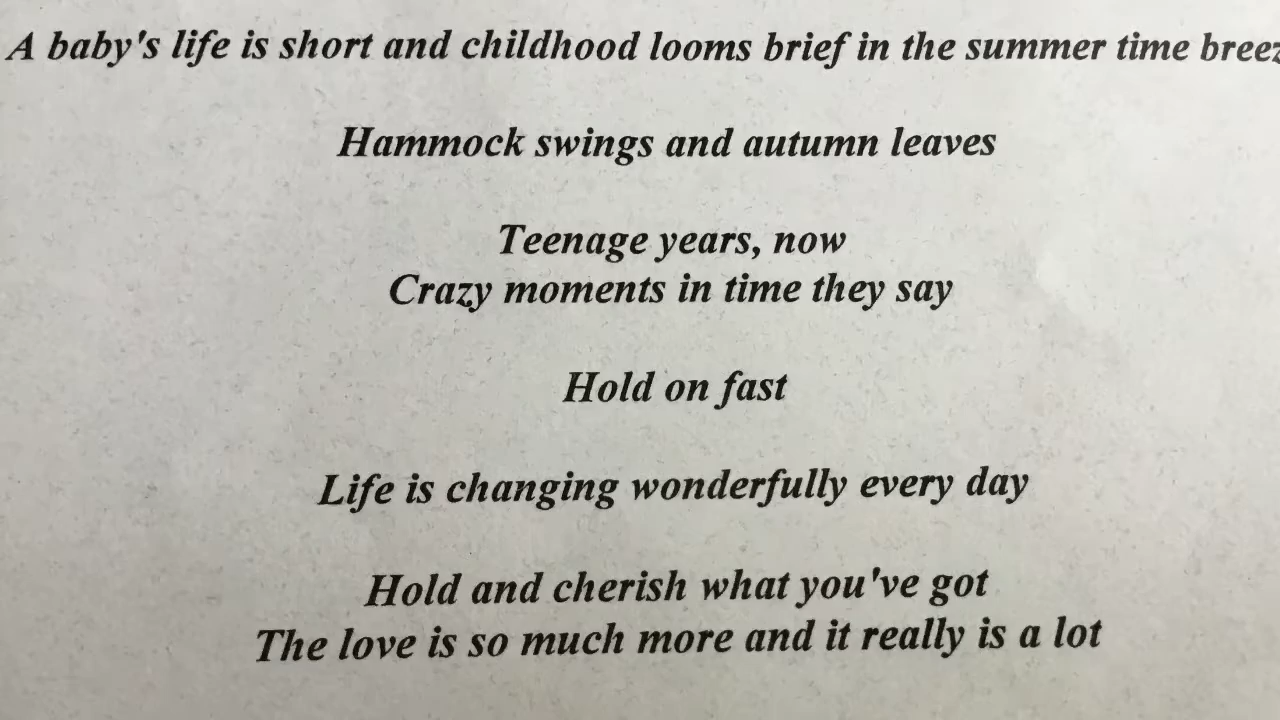 A baby's life is short and childhood looms brief in the summer time
Hammock swings and autumn leaves
Teenage years, now
Crazy moments in time they say
Hold on fast
Life is changing wonderfully every day
Hold and cherish what you've got
The love is so much more and it really is a lot